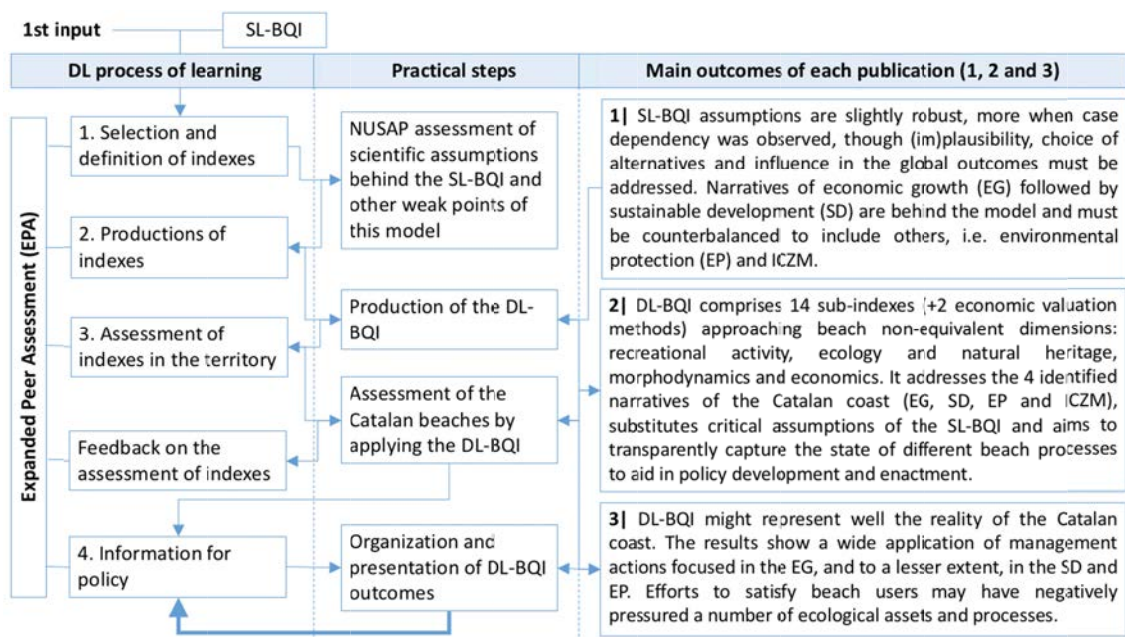 1st input
SL-BQI
DL process of learning
Practical steps
Main outcomes of each publication (1, 2 and 3)
Expanded Peer Assessment (EPA)
1. Selection and
definition of indexes
2. Productions of
indexes
3. Assessment of
indexes in the territory
Feedback on the
assessment of indexes
4. Information for
policy
NUSAP assessment of
scientific assumptions
behind the SL-BQI and
other weak points of
this model
Production of the DL-
BQI
Assessment of the
Catalan beaches by
applying the DL-BQI
Organization and
presentation of DL-BQI
outcomes
1| SL-BQI assumptions are slightly robust, more when case
dependency was observed, though (im)plausibility, choice of
alternatives and influence in the global outcomes must be
addressed. Narratives of economic growth (EG) followed by
sustainable development (SD) are behind the model and must
be counterbalanced to include others, i.e. environmental
protection (EP) and ICZM.
2| DL-BQI comprises 14 sub-indexes (+2 economic valuation
methods) approaching beach non-equivalent dimensions:
recreational activity, ecology and natural heritage,
morphodynamics and economics. It addresses the 4 identified
narratives of the Catalan coast (EG, SD, EP and ICZM),
substitutes critical assumptions of the SL-BQI and aims to
transparently capture the state of different beach processes
to aid in policy development and enactment.
3| DL-BQI might represent well the reality of the Catalan
coast. The results show a wide application of management
actions focused in the EG, and to a lesser extent, in the SD and
EP. Efforts to satisfy beach users may have negatively
pressured a number of ecological assets and processes.